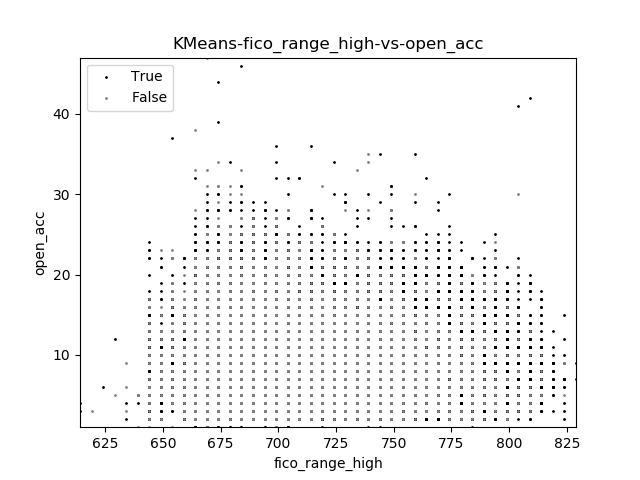 KMeans-fico_range_high-vs-open_acc
True
False
40
30
20
10
open_acc
625 650 675 700 725 750 775 800 825
fico_range_high